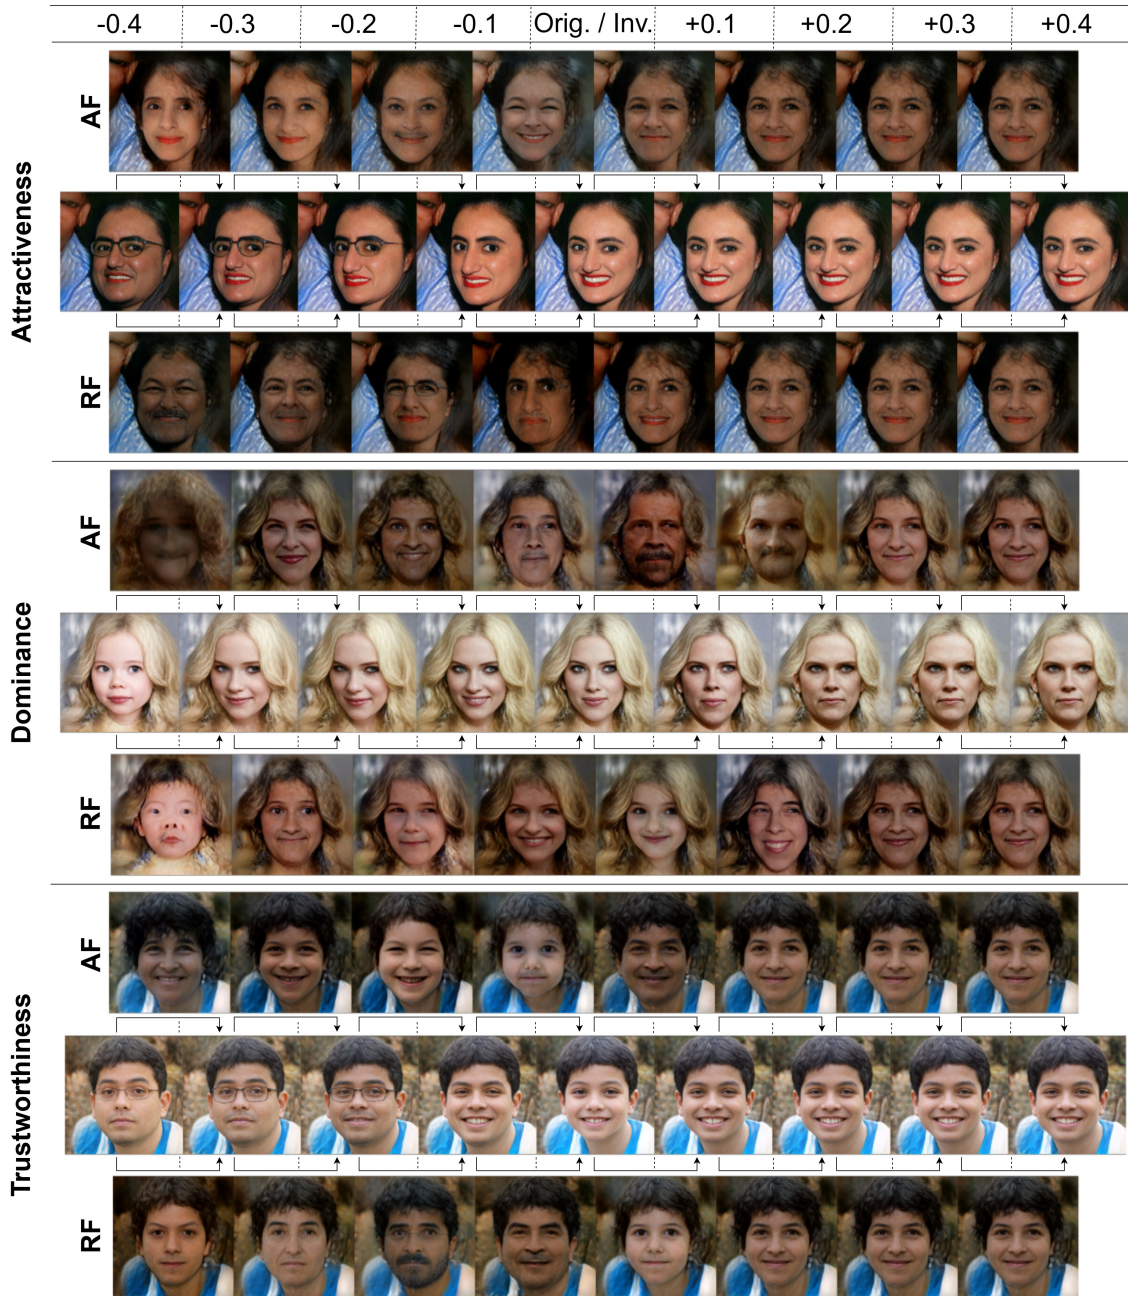 -0.4 -0.3 -0.2 -0.1 Orig. / Inv. +0.1 +0.2 +0.3 +0.4
Attractiveness
AF
RF
Dominance
AF
RF
Trustworthiness
AF
RF